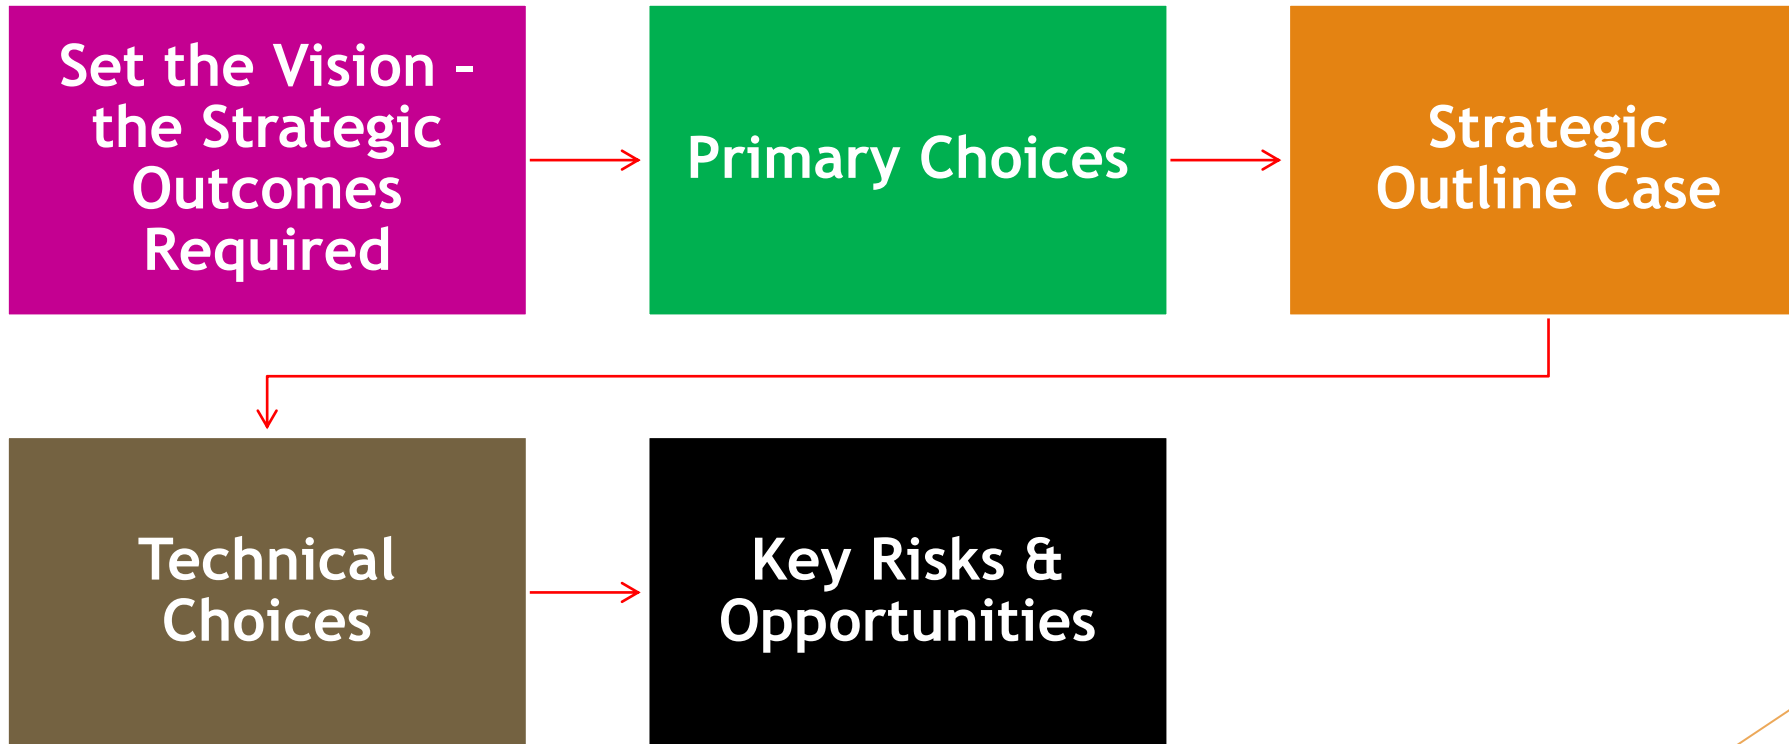 Set the Vision –
the Strategic
Outcomes
Required
Primary Choices
Strategic
Outline Case
Technical
Choices
Key Risks &
Opportunities